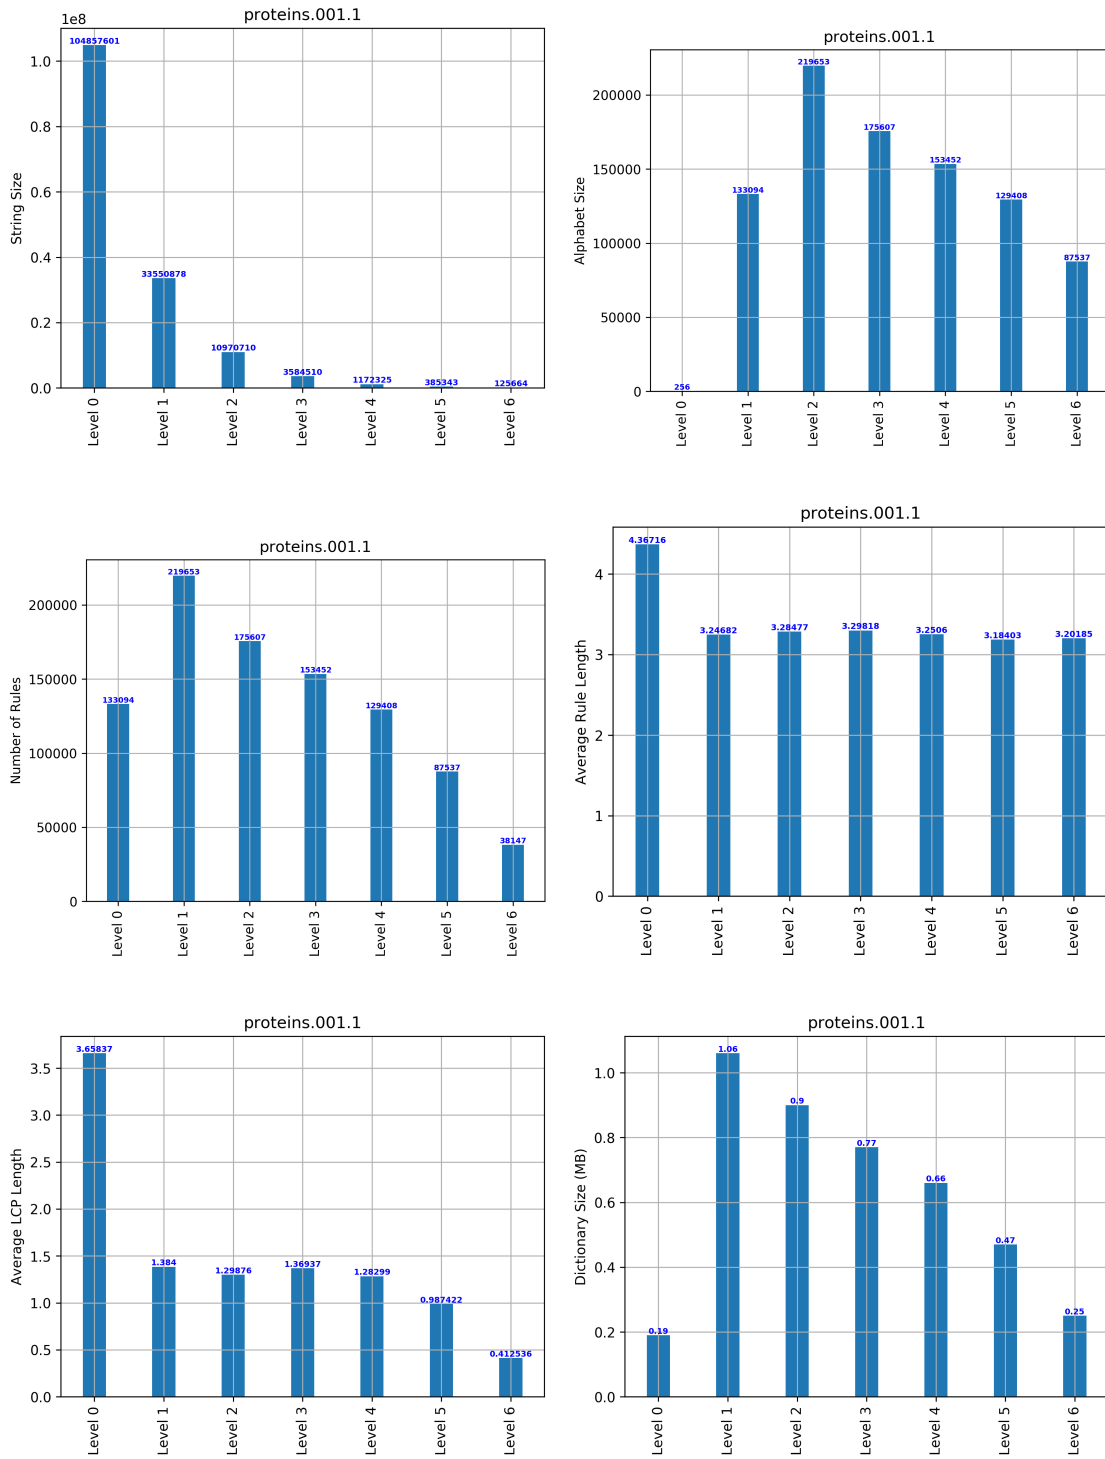 proteins.001.1
1e8
String Size
1.0
0.8
0.6
0.4
0.2
0.0
104857601
33550878
10970710
3584510
1172325
385343
125664
Level 0
Level 1
Level 2
Level 3
Level 4
Level 5
Level 6
proteins.001.1
Alphabet Size
200000
150000
100000
50000
0
256
133094
219653
175607
153452
129408
87537
Level 0
Level 1
Level 2
Level 3
Level 4
Level 5
Level 6
proteins.001.1
Number of Rules
200000
150000
100000
50000
0
133094
219653
175607
153452
129408
87537
38147
Level 0
Level 1
Level 2
Level 3
Level 4
Level 5
Level 6
proteins.001.1
Average Rule Length
4
3
2
1
0
4.36716
3.24682
3.28477
3.29818
3.2506
3.18403
3.20185
Level 0
Level 1
Level 2
Level 3
Level 4
Level 5
Level 6
proteins.001.1
Average LCP Length
3.5
3.0
2.5
2.0
1.5
1.0
0.5
0.0
3.65837
1.384
1.29876
1.36937
1.28299
0.987422
0.412536
Level 0
Level 1
Level 2
Level 3
Level 4
Level 5
Level 6
proteins.001.1
Dictionary Size (MB)
1.0
0.8
0.6
0.4
0.2
0.0
0.19
1.06
0.9
0.77
0.66
0.47
0.25
Level 0
Level 1
Level 2
Level 3
Level 4
Level 5
Level 6